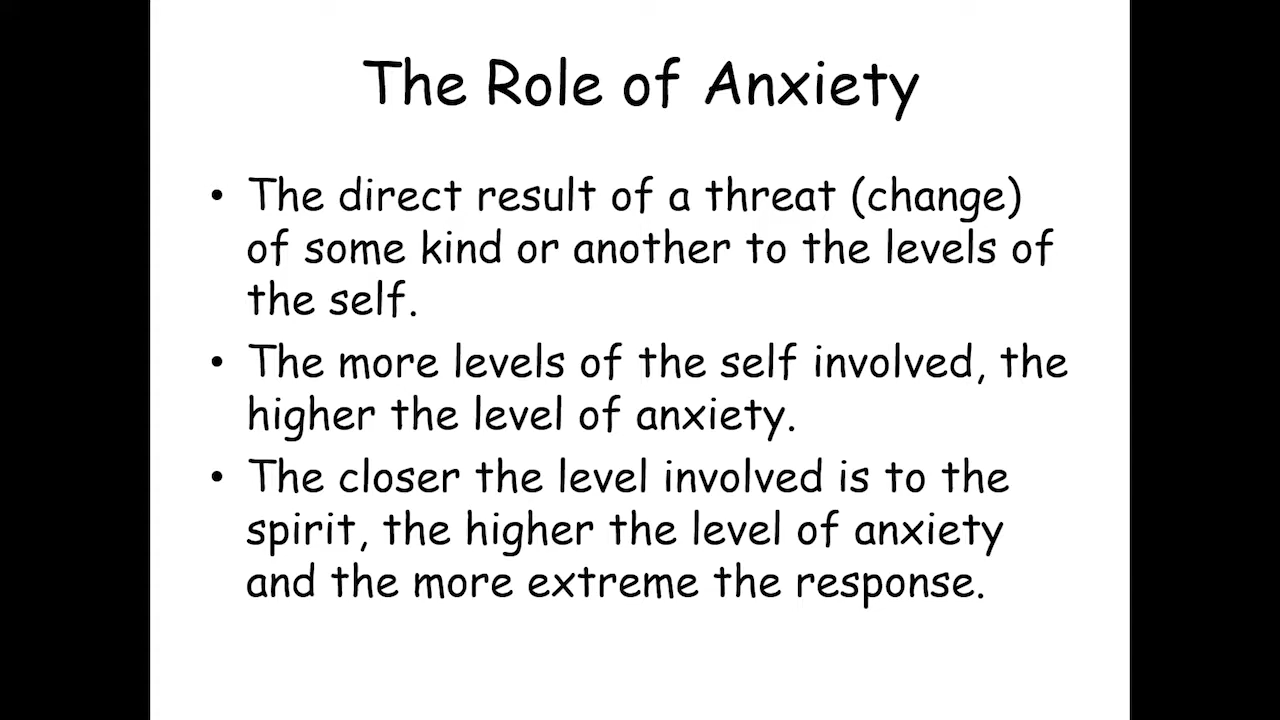 The Role of Anxiety
• The direct result of a threat (change)
of some kind or another to the levels of
the self.
• The more levels of the self involved, the
higher the level of anxiety.
• The closer the level involved is to the
spirit, the higher the level of anxiety
and the more extreme the response.